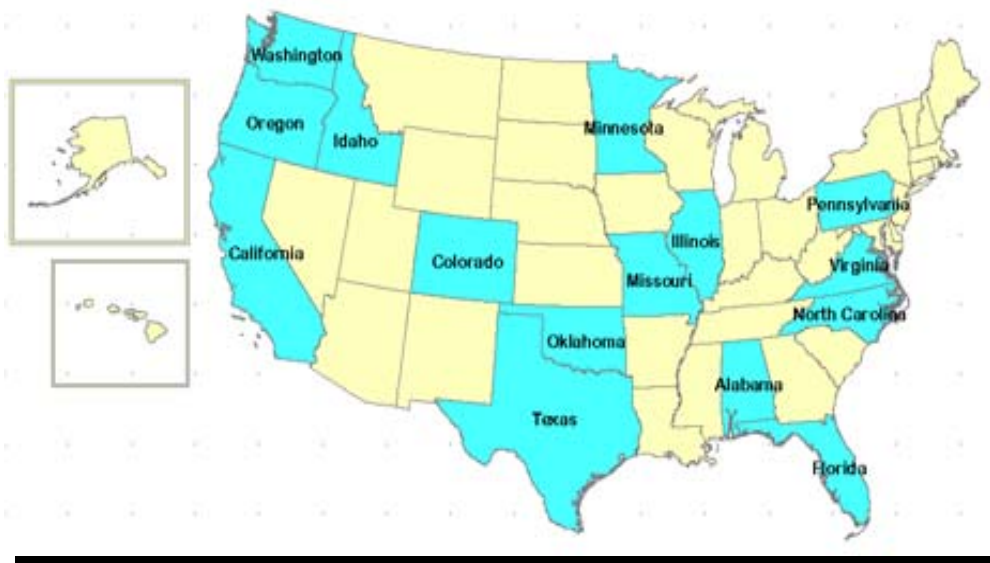 Washington
Oregon
Idaho
Minnesota
Pennsylvania
California
Colorado
Illinois
Missouri
Virginia
North Carolina
Oklahoma
Alabama
Texas
Florida